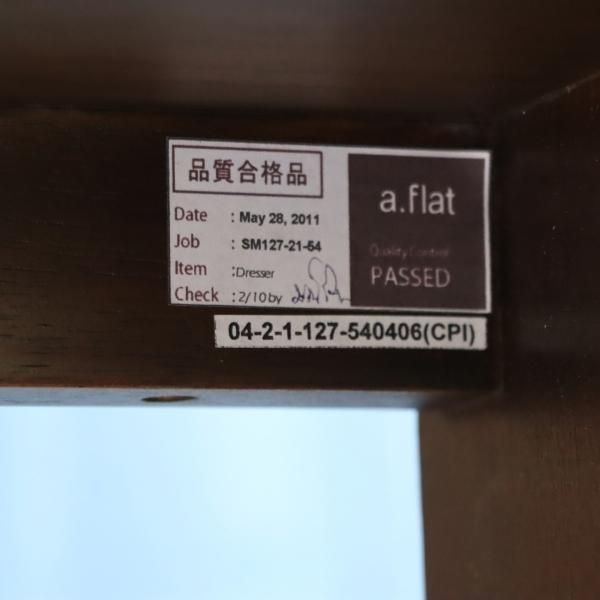 品質合格品
Date : May 28, 2011
Job : SM127-21-54
Item :Dresser
Check : 2/10 by
a.flat
Quality Control
PASSED
04-2-1-127-540406(CPI)